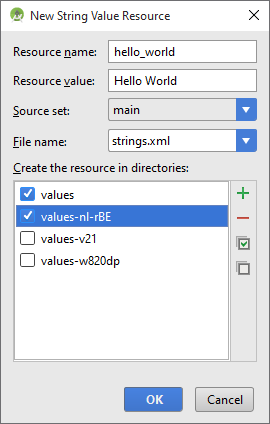 New String Value Resource
Resource name: hello_world
Resource value: Hello World
Source set: main
File name: strings.xml
Create the resource in directories:
values
values-nl-rBE
values-v21
values-w820dp
OK Cancel